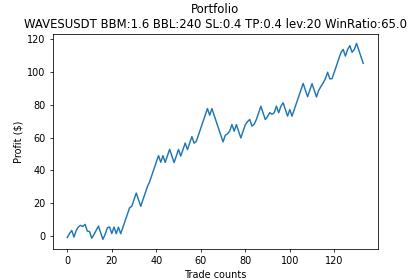 Portfolio
WAVESUSDT BBM:1.6 BBL:240 SL:0.4 TP:0.4 lev:20 WinRatio:65.0
120
100
80
60
40
20
0
Profit ($)
0 20 40 60 80 100 120
Trade counts